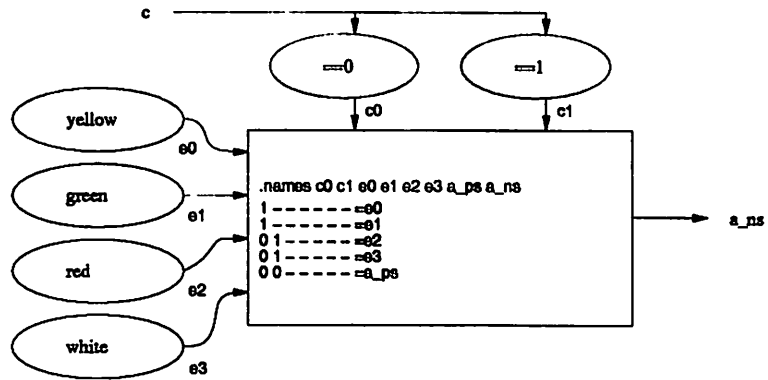 c
==0
==1
c0
c1
yellow
e0
green
e1
red
e2
white
e3
.names c0 c1 e0 e1 e2 e3 a_ps a_ns
1 - - - - - - =e0
1 - - - - - - =e1
0 1 - - - - - =e2
0 1 - - - - - =e3
0 0 - - - - - =a_ps
a_ns